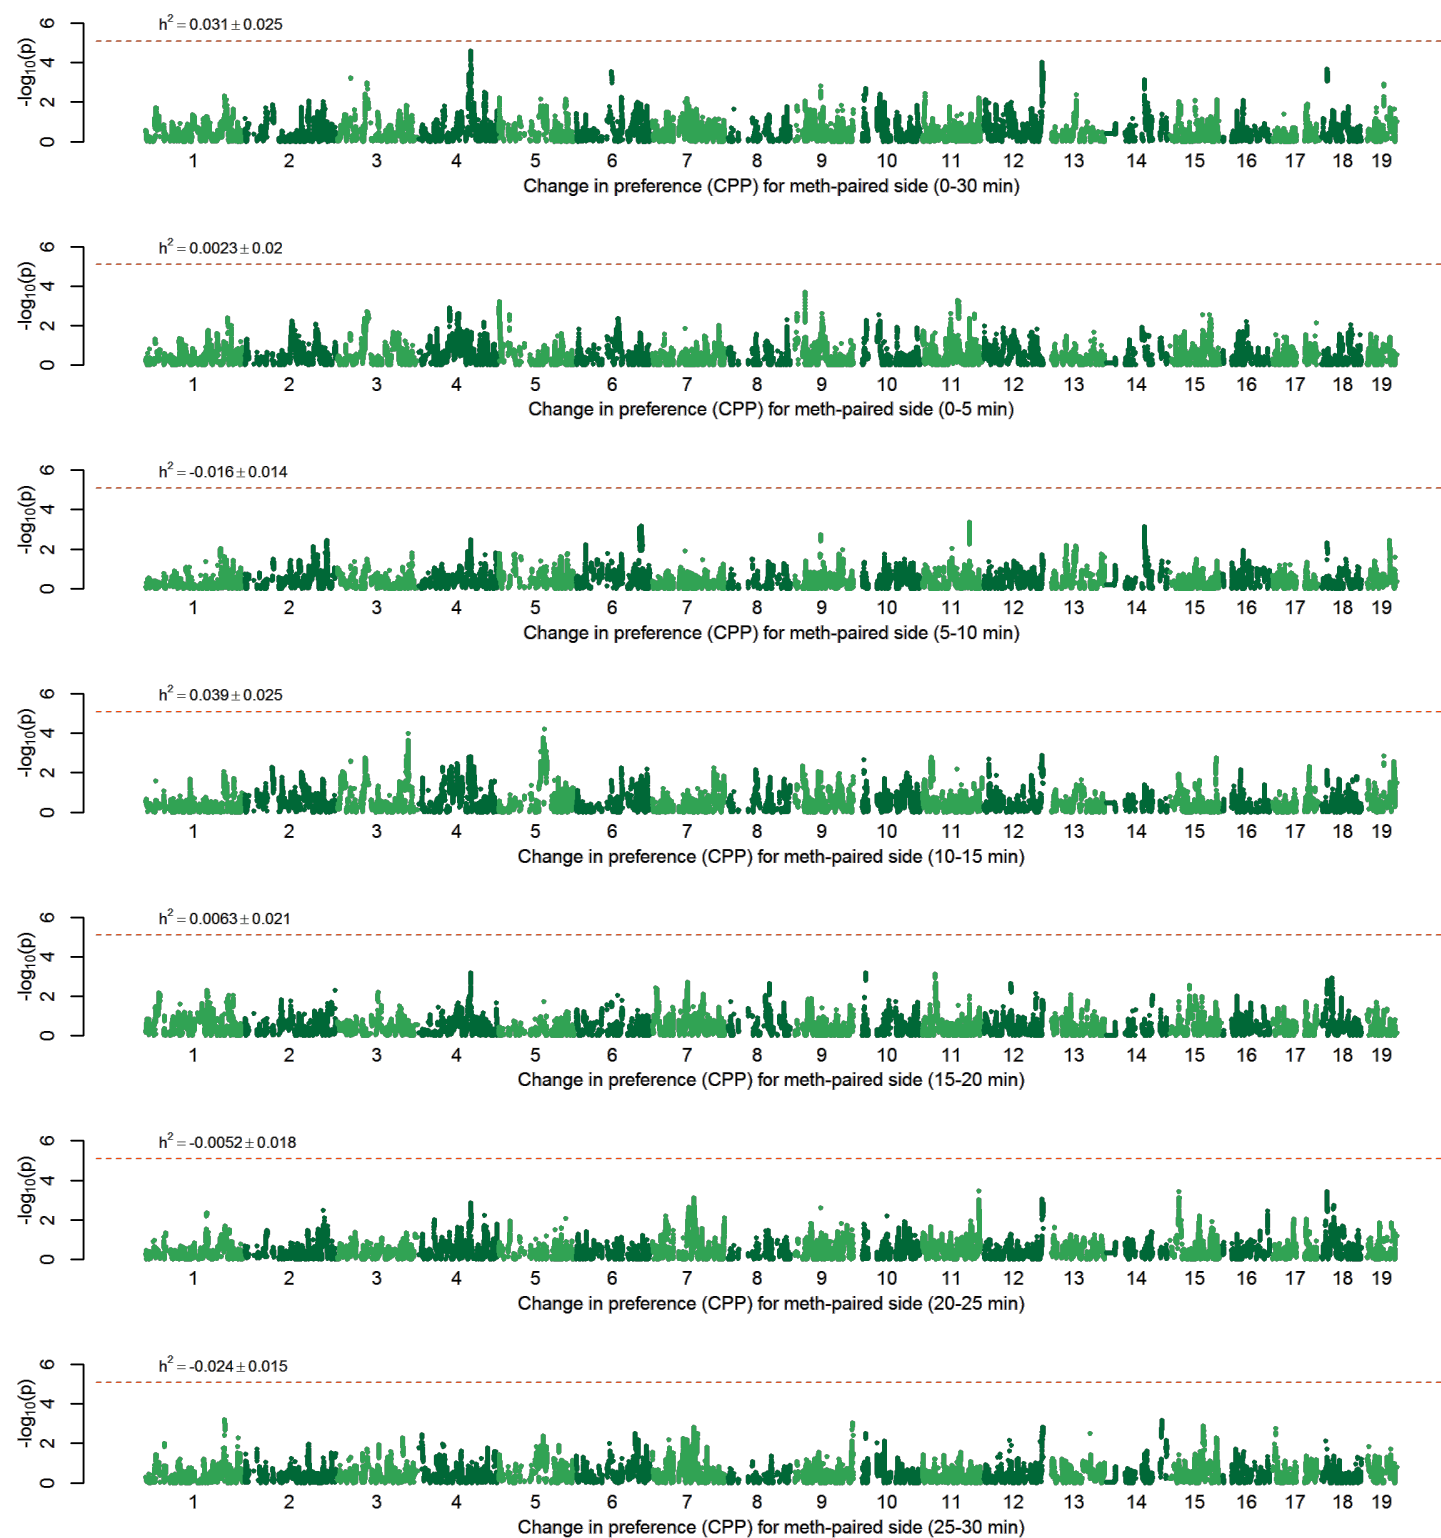 h² = 0.031 ± 0.025
-log₁₀(p)
6
4
2
0
1 2 3 4 5 6 7 8 9 10 11 12 13 14 15 16 17 18 19
Change in preference (CPP) for meth-paired side (0-30 min)
h² = 0.0023 ± 0.02
-log₁₀(p)
6
4
2
0
1 2 3 4 5 6 7 8 9 10 11 12 13 14 15 16 17 18 19
Change in preference (CPP) for meth-paired side (0-5 min)
h² = -0.016 ± 0.014
-log₁₀(p)
6
4
2
0
1 2 3 4 5 6 7 8 9 10 11 12 13 14 15 16 17 18 19
Change in preference (CPP) for meth-paired side (5-10 min)
h² = 0.039 ± 0.025
-log₁₀(p)
6
4
2
0
1 2 3 4 5 6 7 8 9 10 11 12 13 14 15 16 17 18 19
Change in preference (CPP) for meth-paired side (10-15 min)
h² = 0.0063 ± 0.021
-log₁₀(p)
6
4
2
0
1 2 3 4 5 6 7 8 9 10 11 12 13 14 15 16 17 18 19
Change in preference (CPP) for meth-paired side (15-20 min)
h² = -0.0052 ± 0.018
-log₁₀(p)
6
4
2
0
1 2 3 4 5 6 7 8 9 10 11 12 13 14 15 16 17 18 19
Change in preference (CPP) for meth-paired side (20-25 min)
h² = -0.024 ± 0.015
-log₁₀(p)
6
4
2
0
1 2 3 4 5 6 7 8 9 10 11 12 13 14 15 16 17 18 19
Change in preference (CPP) for meth-paired side (25-30 min)